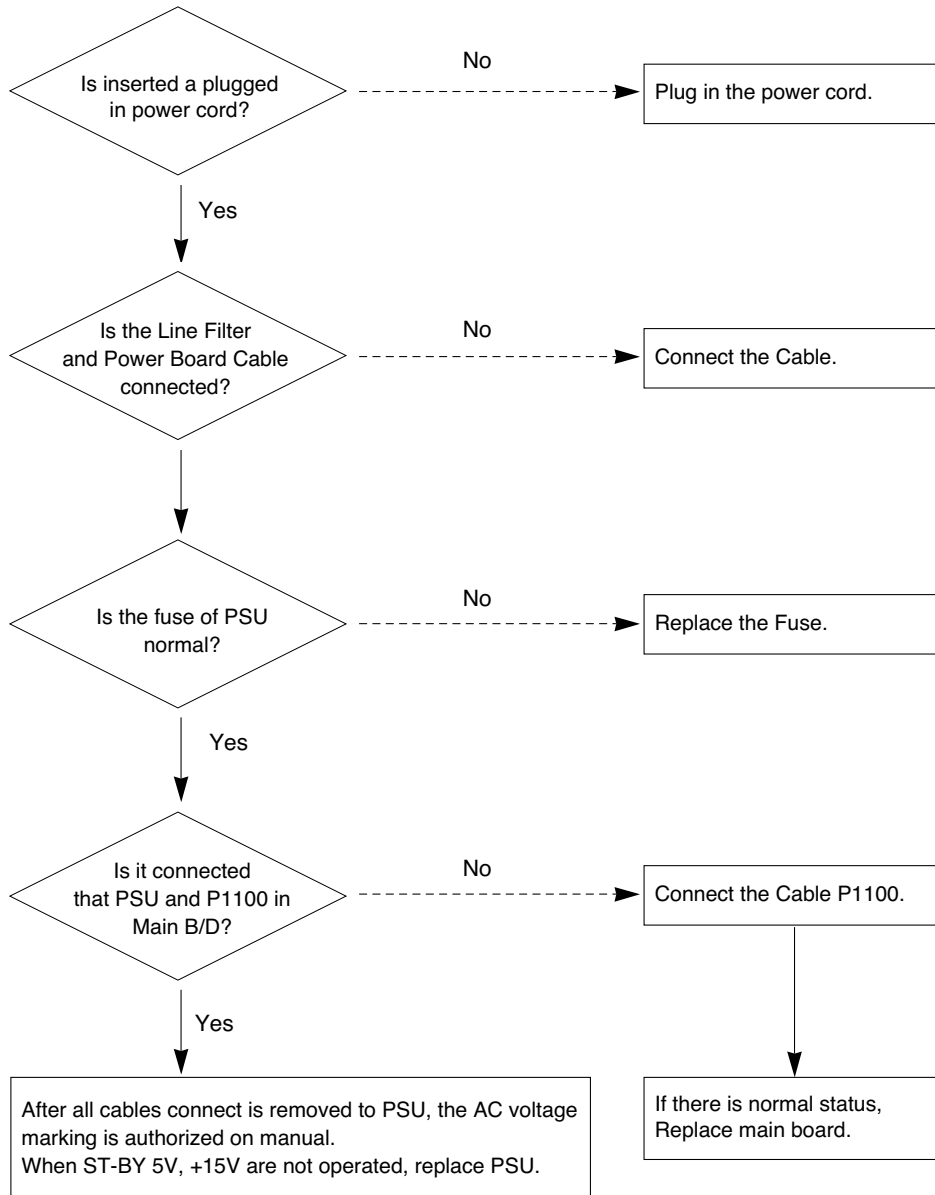 Is inserted a plugged
in power cord?
No
Plug in the power cord.
Yes
Is the Line Filter
and Power Board Cable
connected?
No
Connect the Cable.
Is the fuse of PSU
normal?
No
Replace the Fuse.
Yes
Is it connected
that PSU and P1100 in
Main B/D?
No
Connect the Cable P1100.
Yes
After all cables connect is removed to PSU, the AC voltage
marking is authorized on manual.
When ST-BY 5V, +15V are not operated, replace PSU.
If there is normal status,
Replace main board.